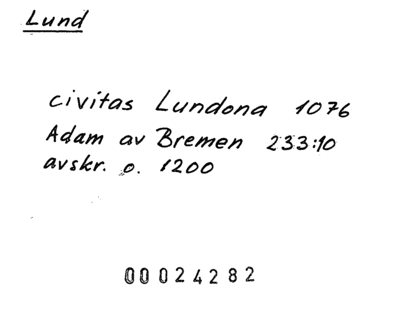 Lund
civitas Lundona 1076
Adam av Bremen 233:10
avskr. o. 1200
00024282